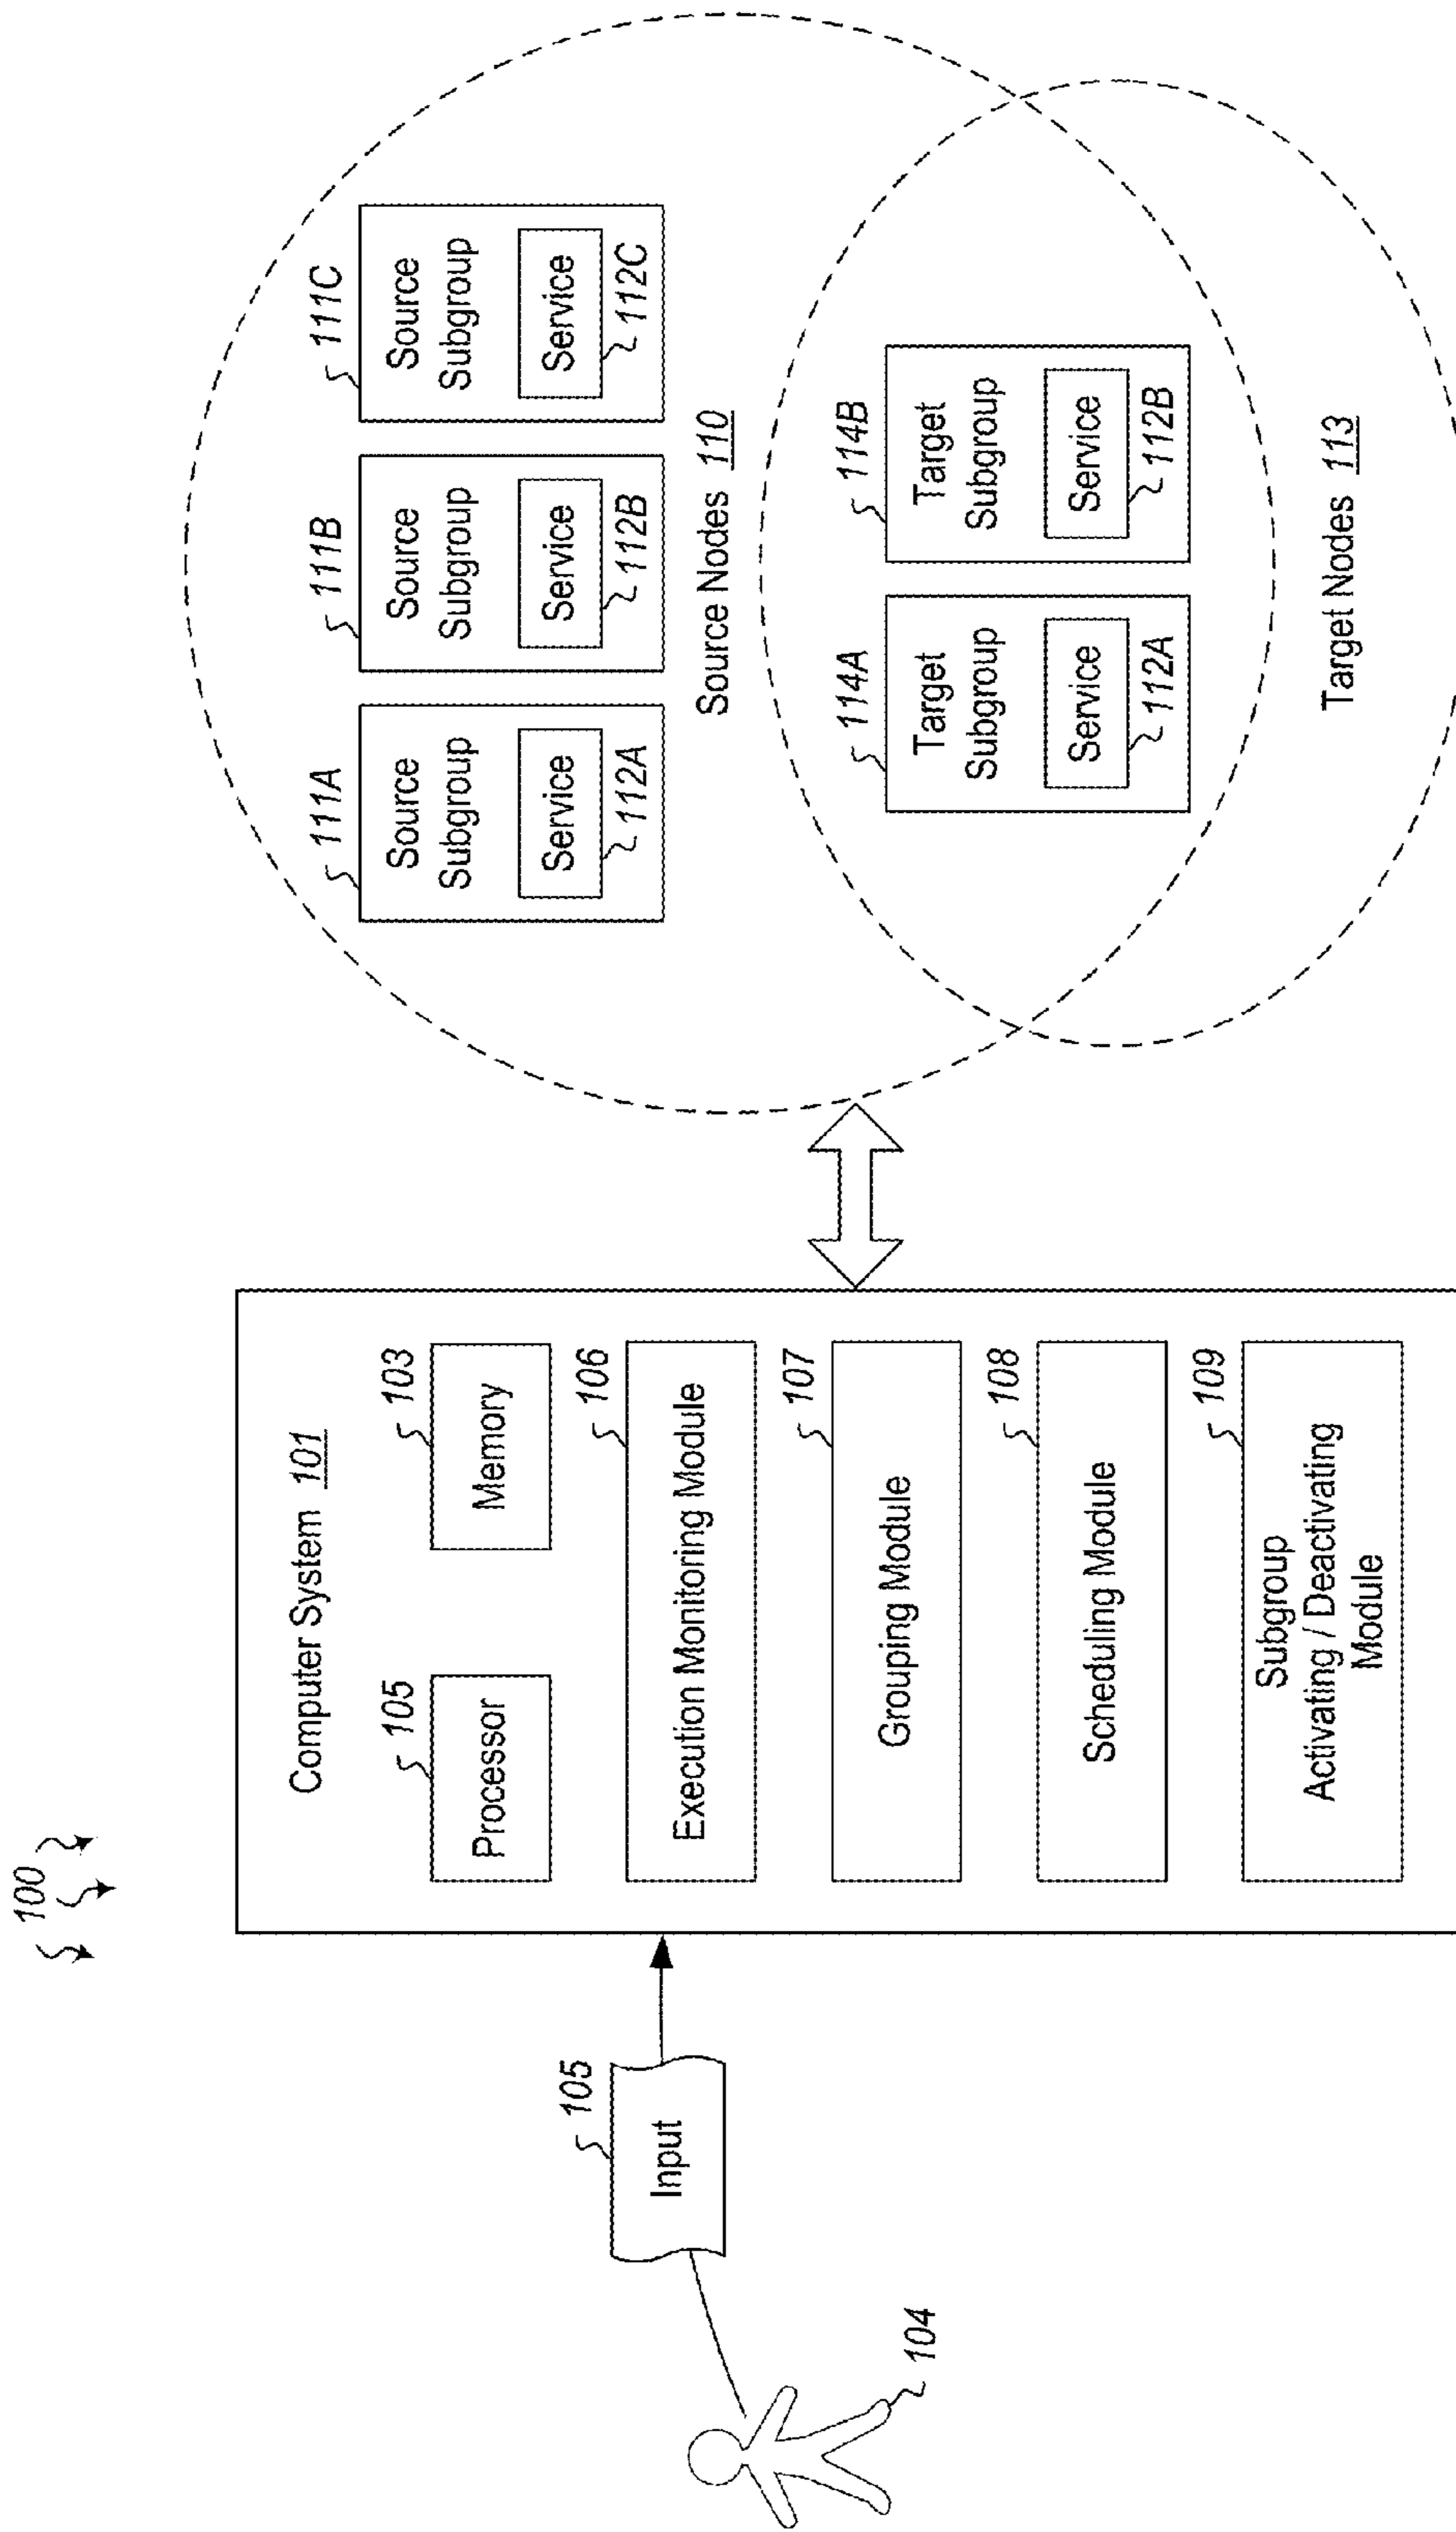 100
Computer System 101
105
Processor
103
Memory
106
Execution Monitoring Module
107
Grouping Module
108
Scheduling Module
109
Subgroup
Activating / Deactivating
Module
105
Input
104
111A
Source
Subgroup
Service
112A
111B
Source
Subgroup
Service
112B
111C
Source
Subgroup
Service
112C
Source Nodes 110
114A
Target
Subgroup
Service
112A
114B
Target
Subgroup
Service
112B
Target Nodes 113